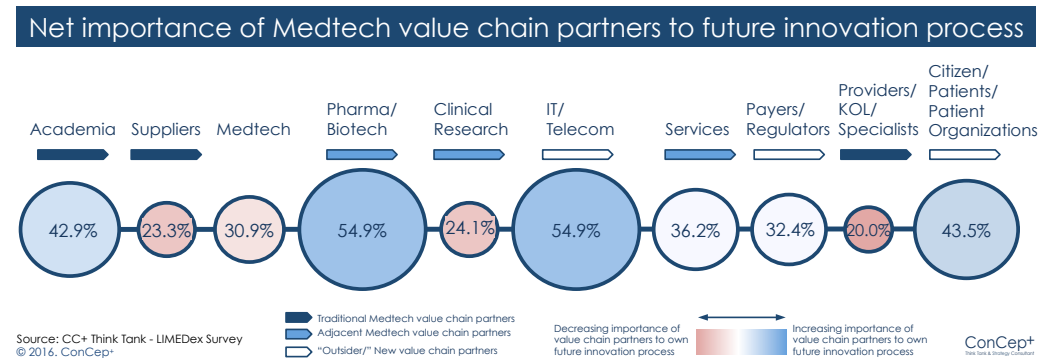 Net importance of Medtech value chain partners to future innovation process
Academia
Suppliers
Medtech
Pharma/
Biotech
Clinical
Research
IT/
Telecom
Services
Payers/
Regulators
Providers/
KOL/
Specialists
Citizen/
Patients/
Patient
Organizations
42.9%
23.3%
30.9%
54.9%
24.1%
54.9%
36.2%
32.4%
20.0%
43.5%
Source: CC+ Think Tank - LIMEDex Survey
© 2016. ConCep+
Traditional Medtech value chain partners
Adjacent Medtech value chain partners
“Outsider/” New value chain partners
Decreasing importance of
value chain partners to own
future innovation process
Increasing importance of
value chain partners to own
future innovation process
ConCep+
Think Tank & Strategy Consultant